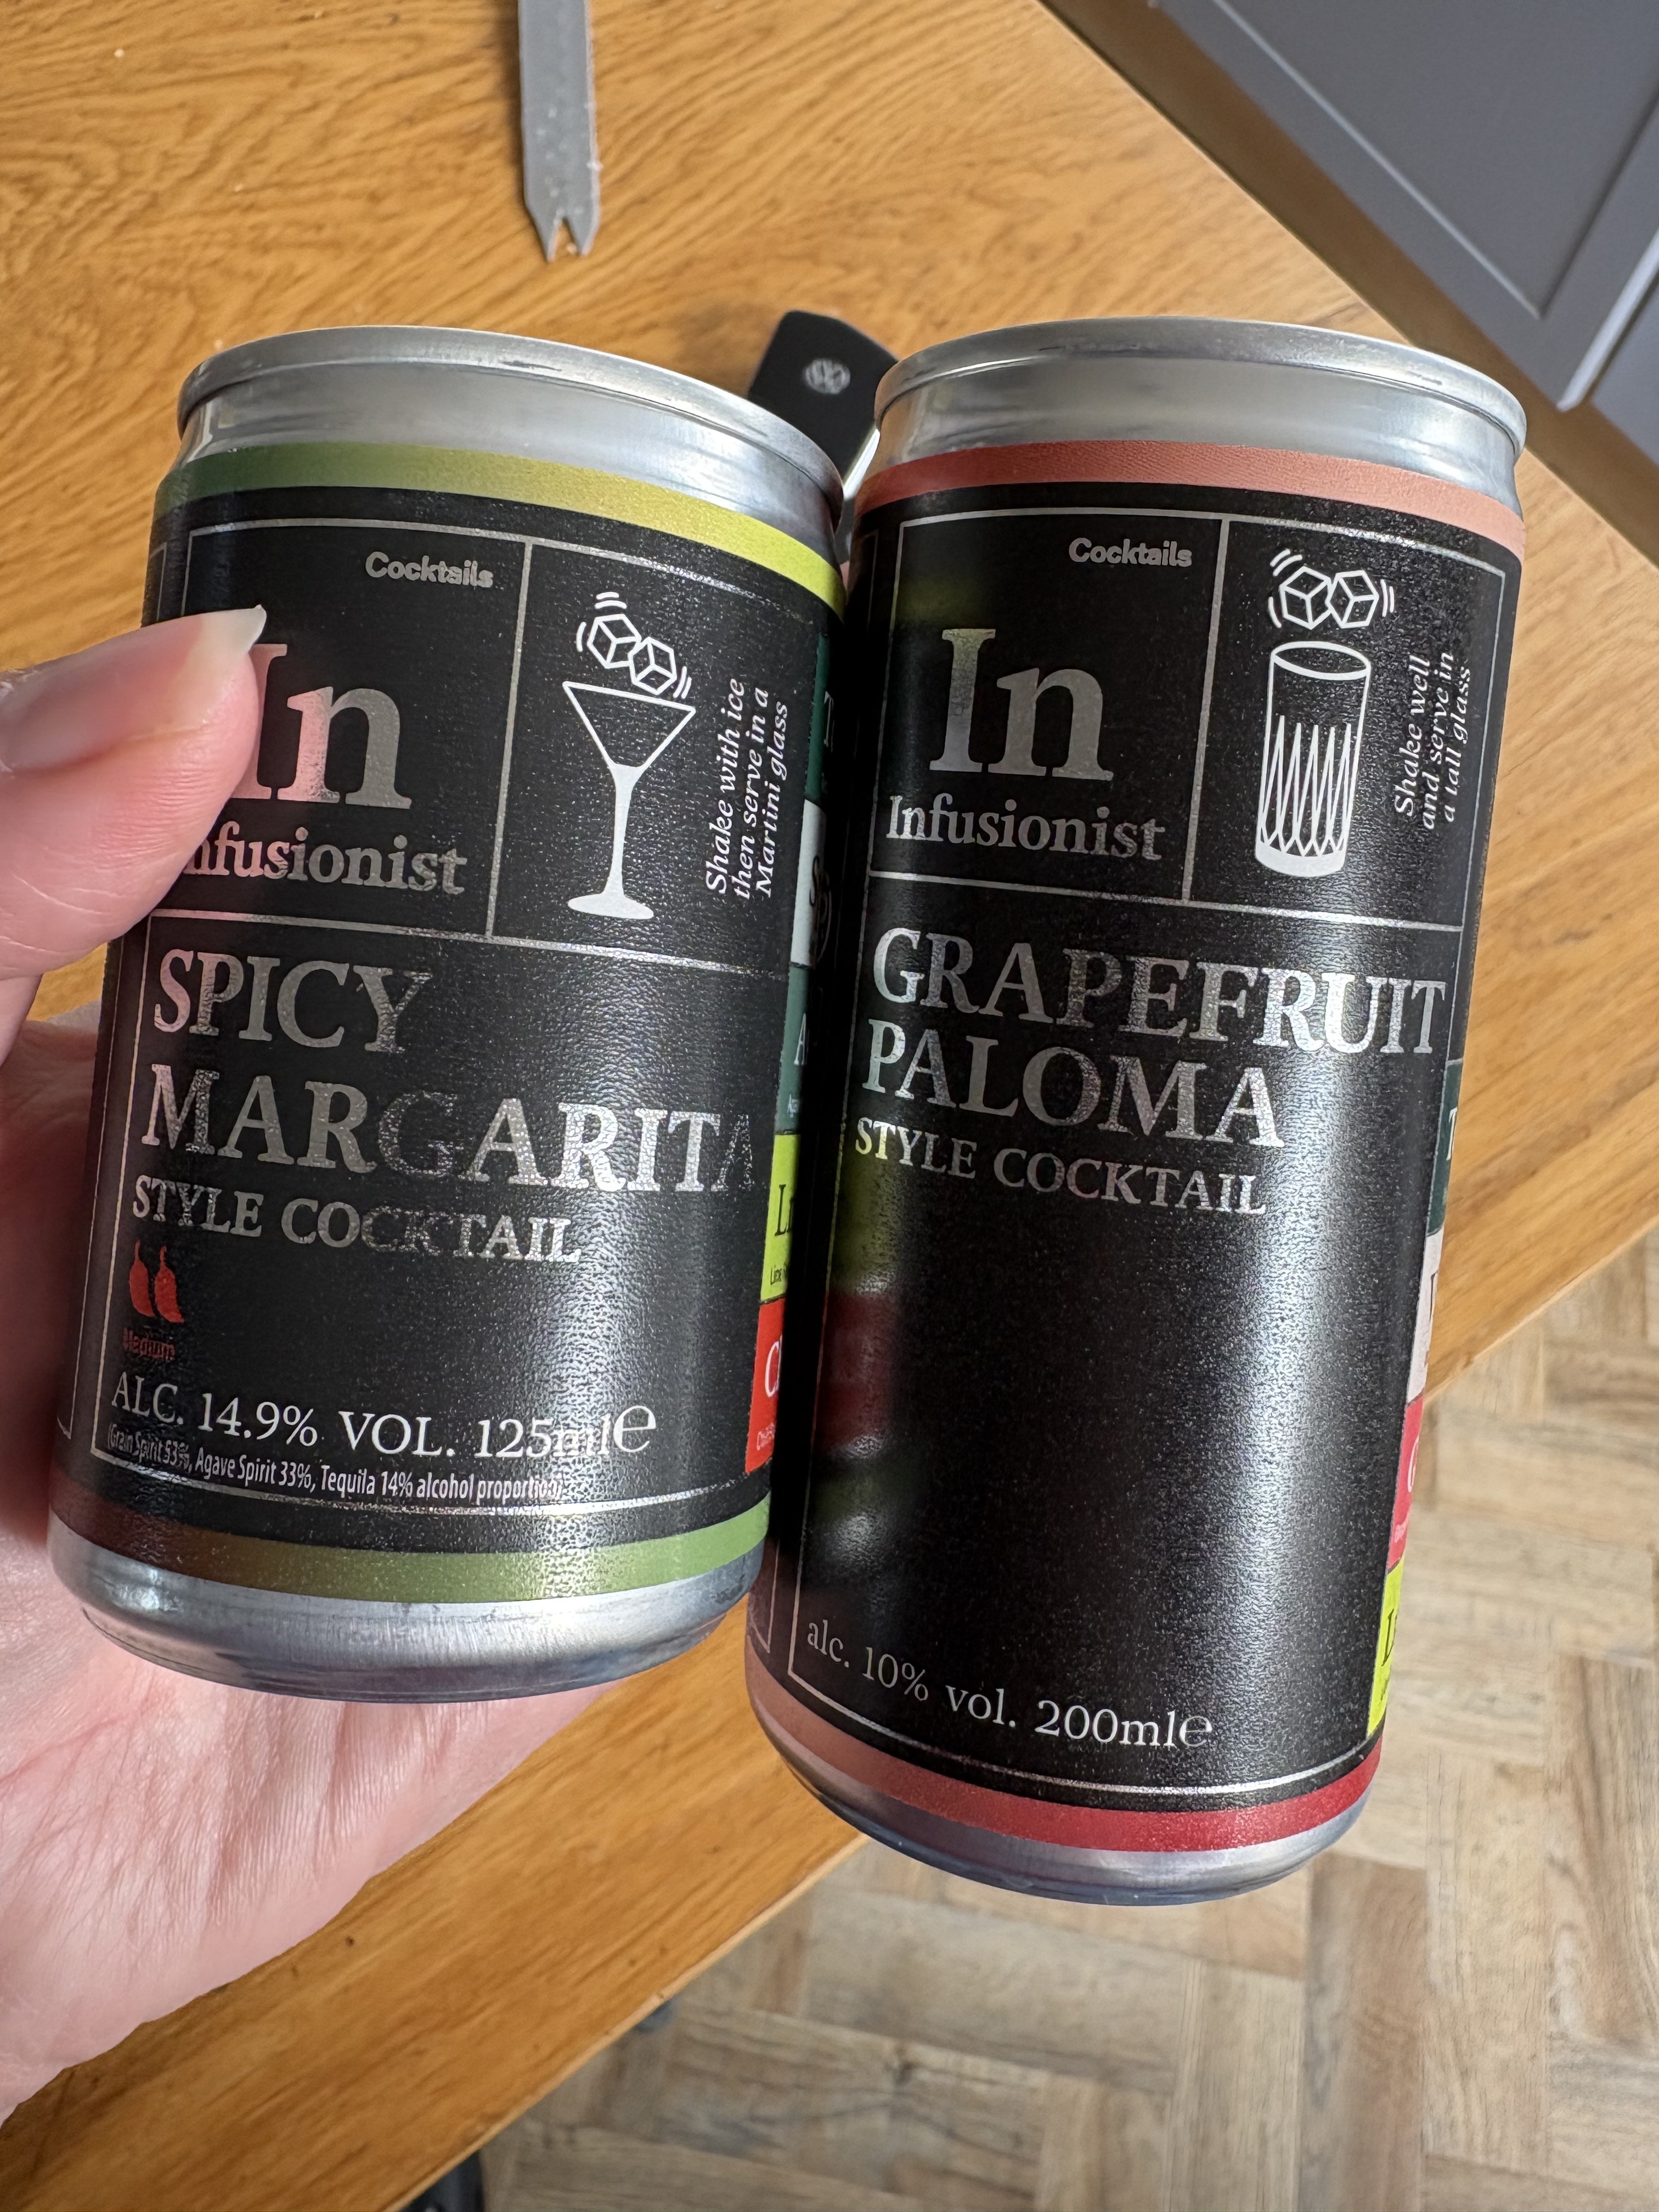 Cocktails
In
Infusionist
Shake with ice
then serve in a
Martini glass
SPICY
MARGARITA
STYLE COCKTAIL
Medium
ALC. 14.9% VOL. 125ml℮
(Grain Spirit 53%, Agave Spirit 33%, Tequila 14% alcohol proportion)
Cocktails
In
Infusionist
Shake well
and serve in
a tall glass
GRAPEFRUIT
PALOMA
STYLE COCKTAIL
alc. 10% vol. 200ml℮